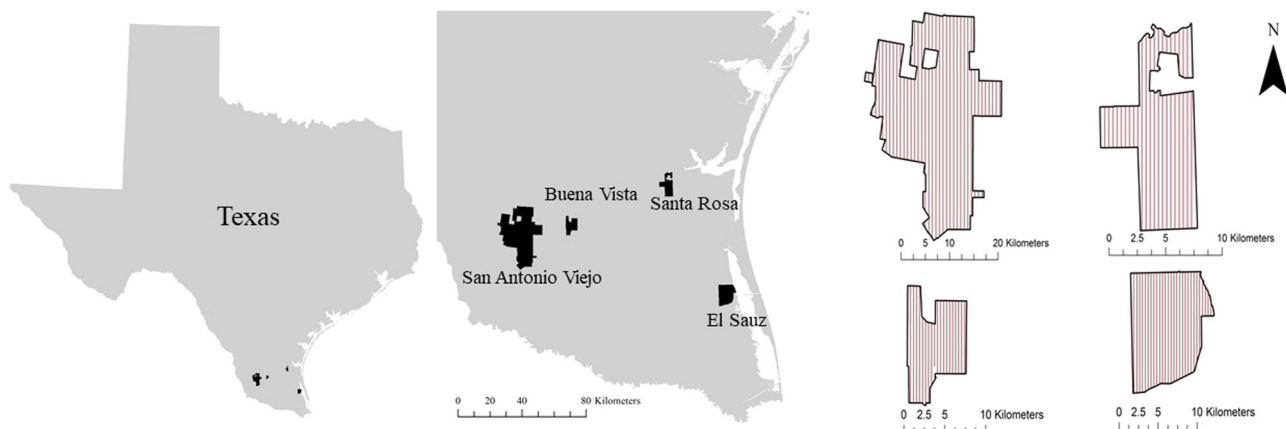 Texas
Buena Vista
Santa Rosa
San Antonio Viejo
El Sauz
0 20 40 80 Kilometers
N
0 5 10 20 Kilometers
0 2.5 5 10 Kilometers
0 2.5 5 10 Kilometers
0 2.5 5 10 Kilometers